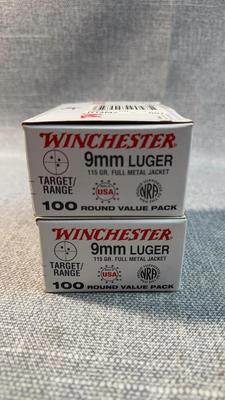 WINCHESTER
9mm LUGER
115 GR. FULL METAL JACKET
TARGET/
RANGE
USA
NRA
100 ROUND VALUE PACK
WINCHESTER
9mm LUGER
115 GR. FULL METAL JACKET
TARGET/
RANGE
USA
NRA
100 ROUND VALUE PACK